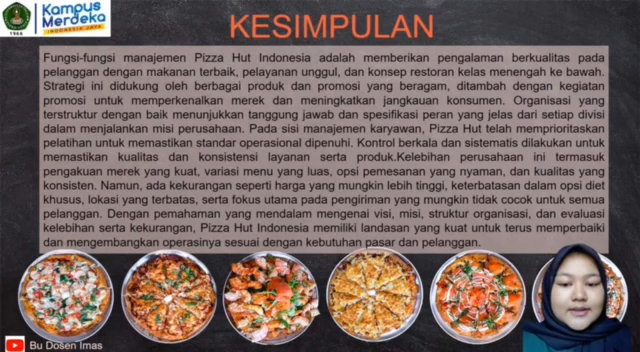 1966
Kampus
Merdeka
INDONESIA JAYA
KESIMPULAN
Fungsi-fungsi manajemen Pizza Hut Indonesia adalah memberikan pengalaman berkualitas pada
pelanggan dengan makanan terbaik, pelayanan unggul, dan konsep restoran kelas menengah ke bawah.
Strategi ini didukung oleh berbagai produk dan promosi yang beragam, ditambah dengan kegiatan
promosi untuk memperkenalkan merek dan meningkatkan jangkauan konsumen. Organisasi yang
terstruktur dengan baik menunjukkan tanggung jawab dan spesifikasi peran yang jelas dari setiap divisi
dalam menjalankan misi perusahaan. Pada sisi manajemen karyawan, Pizza Hut telah memprioritaskan
pelatihan untuk memastikan standar operasional dipenuhi. Kontrol berkala dan sistematis dilakukan untuk
memastikan kualitas dan konsistensi layanan serta produk.Kelebihan perusahaan ini termasuk
pengakuan merek yang kuat, variasi menu yang luas, opsi pemesanan yang nyaman, dan kualitas yang
konsisten. Namun, ada kekurangan seperti harga yang mungkin lebih tinggi, keterbatasan dalam opsi diet
khusus, lokasi yang terbatas, serta fokus utama pada pengiriman yang mungkin tidak cocok untuk semua
pelanggan. Dengan pemahaman yang mendalam mengenai visi, misi, struktur organisasi, dan evaluasi
kelebihan serta kekurangan, Pizza Hut Indonesia memiliki landasan yang kuat untuk terus memperbaiki
dan mengembangkan operasinya sesuai dengan kebutuhan pasar dan pelanggan.
Bu Dosen Imas